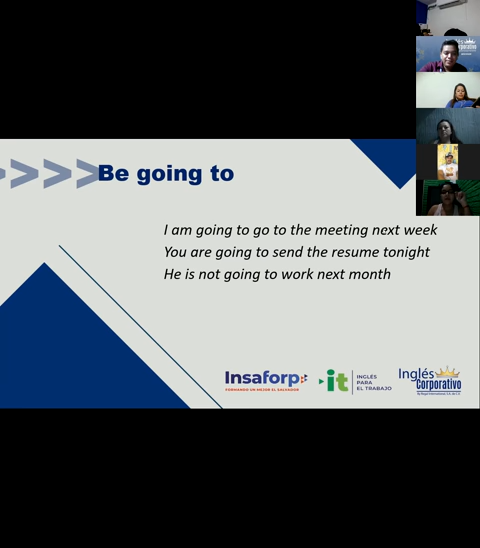 Be going to
I am going to go to the meeting next week
You are going to send the resume tonight
He is not going to work next month
Insaforp
FORMANDO UN MEJOR EL SALVADOR
it
INGLÉS
PARA
EL TRABAJO
Inglés
Corporativo